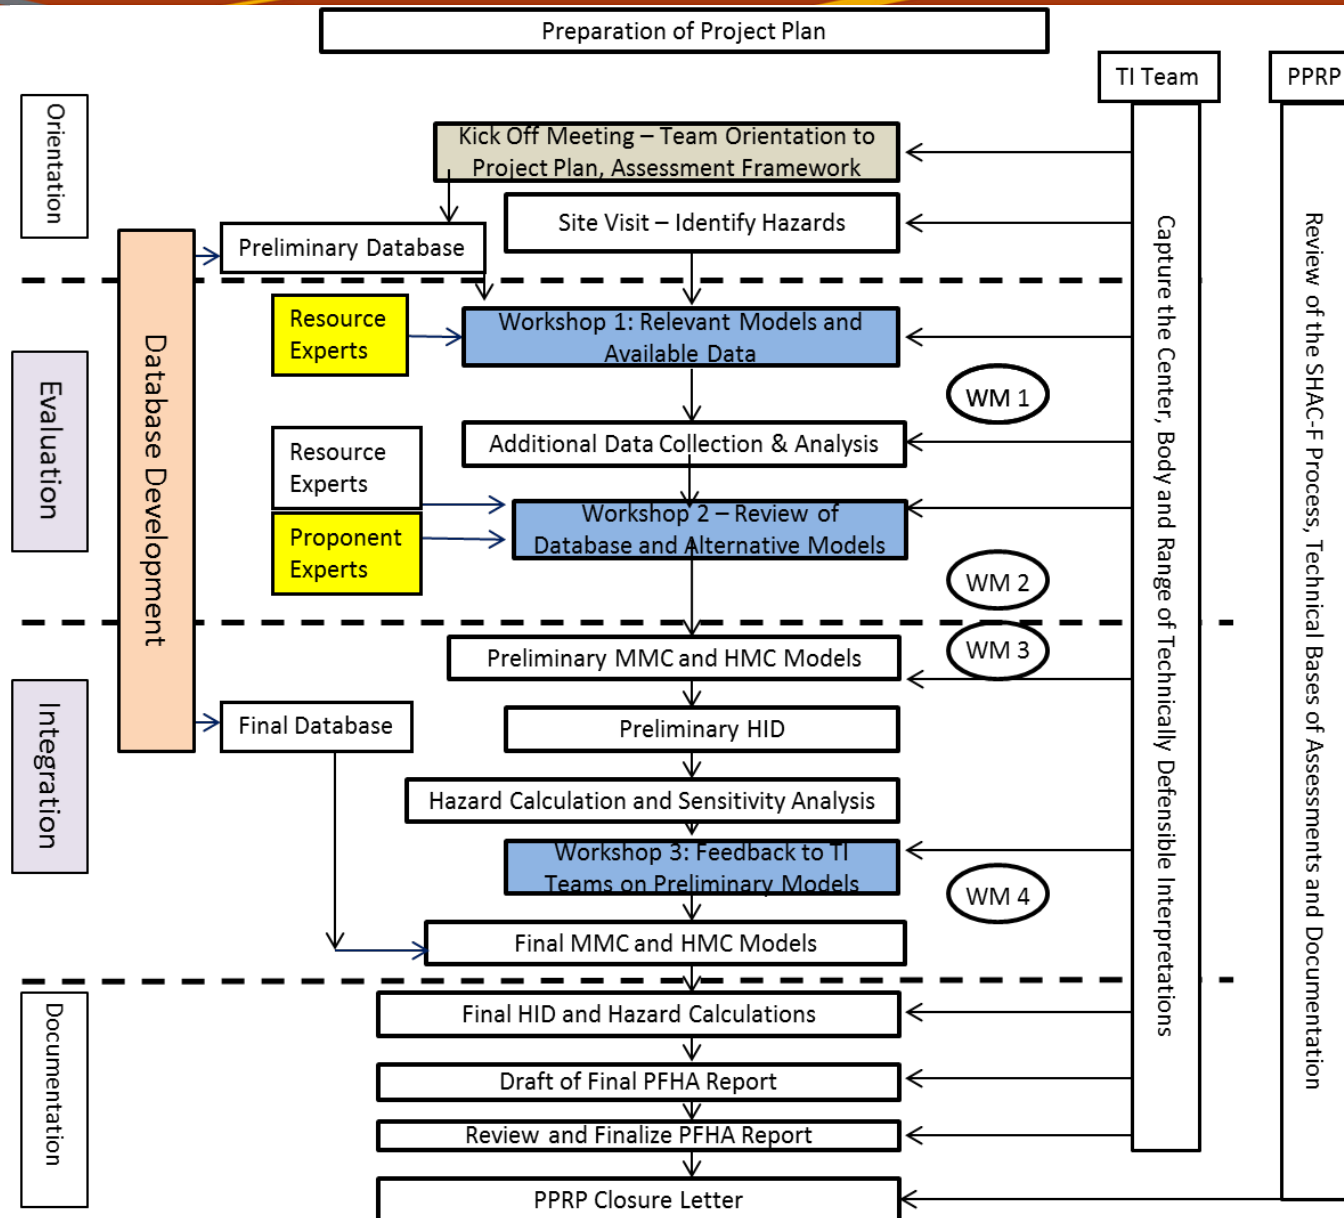 Preparation of Project Plan
TI Team
PPRP
Orientation
Kick Off Meeting – Team Orientation to
Project Plan, Assessment Framework
Site Visit – Identify Hazards
Preliminary Database
Database Development
Capture the Center, Body and Range of Technically Defensible Interpretations
Review of the SHAC-F Process, Technical Bases of Assessments and Documentation
Evaluation
Resource
Experts
Workshop 1: Relevant Models and
Available Data
WM 1
Additional Data Collection & Analysis
Resource
Experts
Proponent
Experts
Workshop 2 – Review of
Database and Alternative Models
WM 2
WM 3
Integration
Preliminary MMC and HMC Models
Final Database
Preliminary HID
Hazard Calculation and Sensitivity Analysis
Workshop 3: Feedback to TI
Teams on Preliminary Models
WM 4
Final MMC and HMC Models
Documentation
Final HID and Hazard Calculations
Draft of Final PFHA Report
Review and Finalize PFHA Report
PPRP Closure Letter